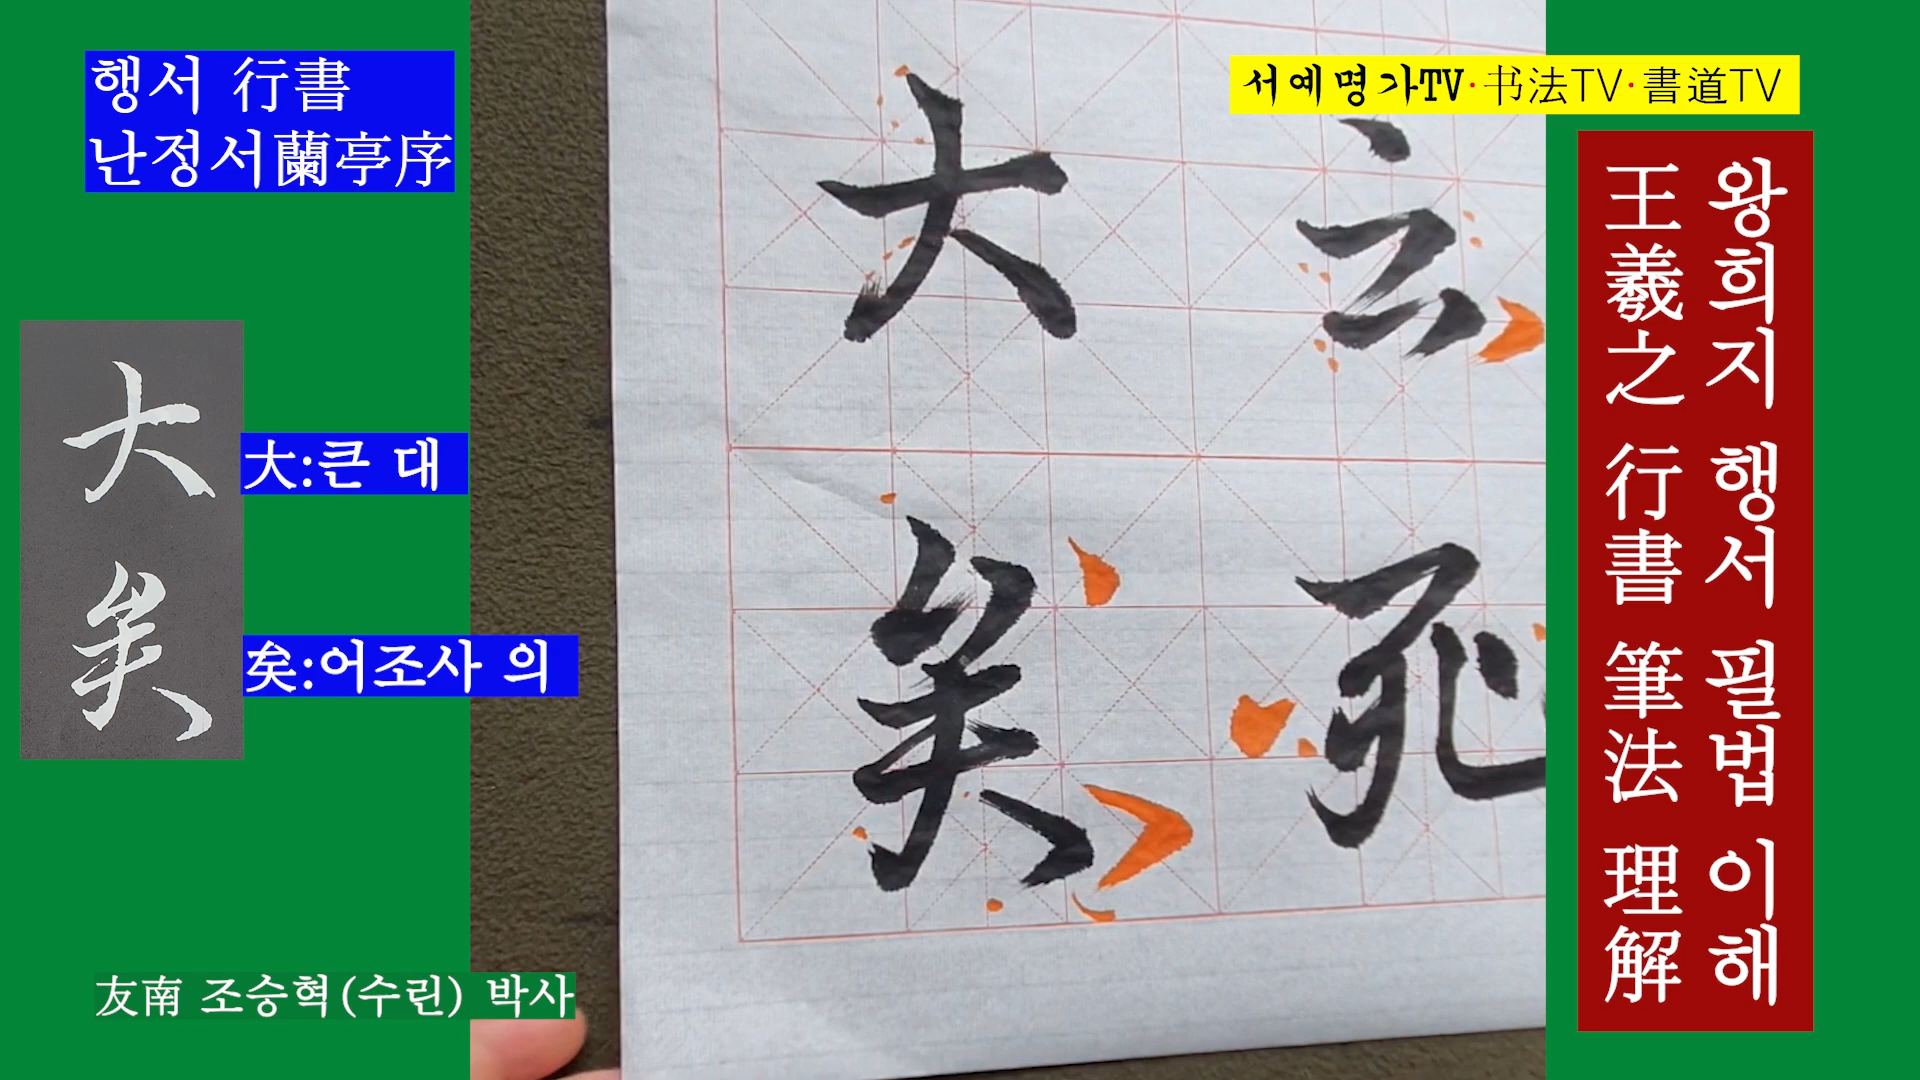 행서 行書
난정서蘭亭序
서예명가TV·书法TV·書道TV
왕희지 행서 필법 이해
王羲之 行書 筆法 理解
大
矣
大:큰 대
矣:어조사 의
云
死
大
矣
友南 조승혁(수린) 박사